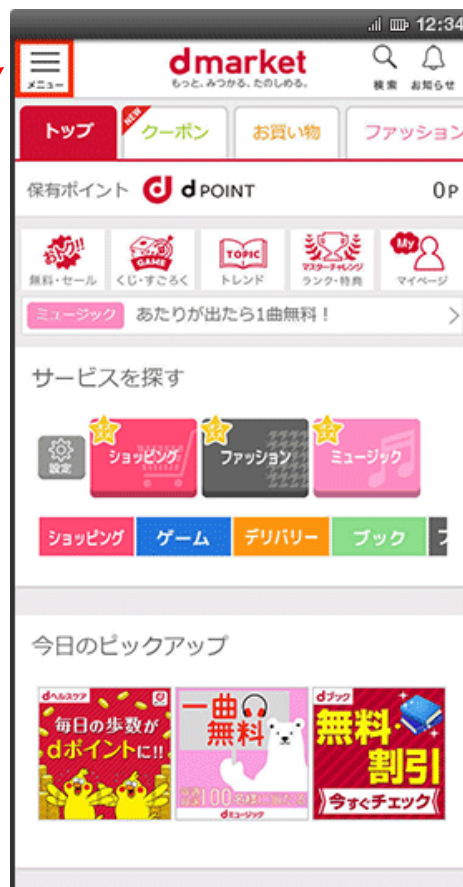 12:34
メニュー
dmarket
もっと、みつかる、たのしめる。
検索 お知らせ
トップ
NEW
クーポン
お買い物
ファッション
保有ポイント d POINT 0P
おトク!!
無料・セール
GAME
くじ・すごろく
TOPIC
トレンド
マスターチャレンジ
ランク・特典
My
マイページ
ミュージック あたりが出たら1曲無料！
サービスを探す
設定
ショッピング
ファッション
ミュージック
ショッピング ゲーム デリバリー ブック
今日のピックアップ
dヘルスケア
毎日の歩数が
dポイントに!!
一曲
無料
dミュージック
dブック
無料
割引
今すぐチェック